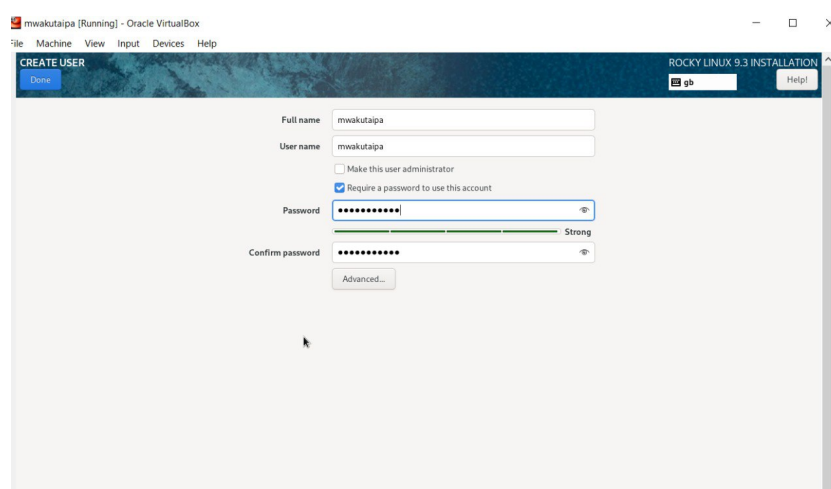 mwakutaipa [Running] - Oracle VirtualBox
File Machine View Input Devices Help
CREATE USER
ROCKY LINUX 9.3 INSTALLATION
Done
gb
Help!
Full name mwakutaipa
User name mwakutaipa
Make this user administrator
Require a password to use this account
Password •••••••••••
Strong
Confirm password •••••••••••
Advanced...